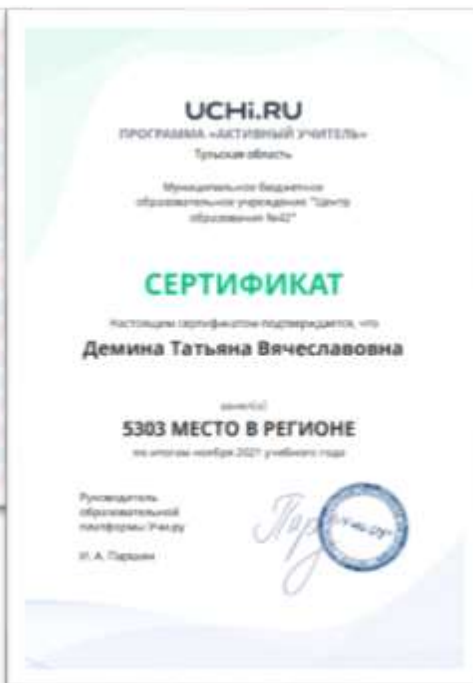 UCHi.RU
ПРОГРАММА «АКТИВНЫЙ УЧИТЕЛЬ»
Тульская область
Муниципальное бюджетное
образовательное учреждение "Центр
образования №42"
СЕРТИФИКАТ
Настоящим сертификатом подтверждается, что
Демина Татьяна Вячеславовна
занял(а)
5303 МЕСТО В РЕГИОНЕ
по итогам ноября 2021 учебного года
Руководитель
образовательной
платформы Учи.ру
И. А. Паршин